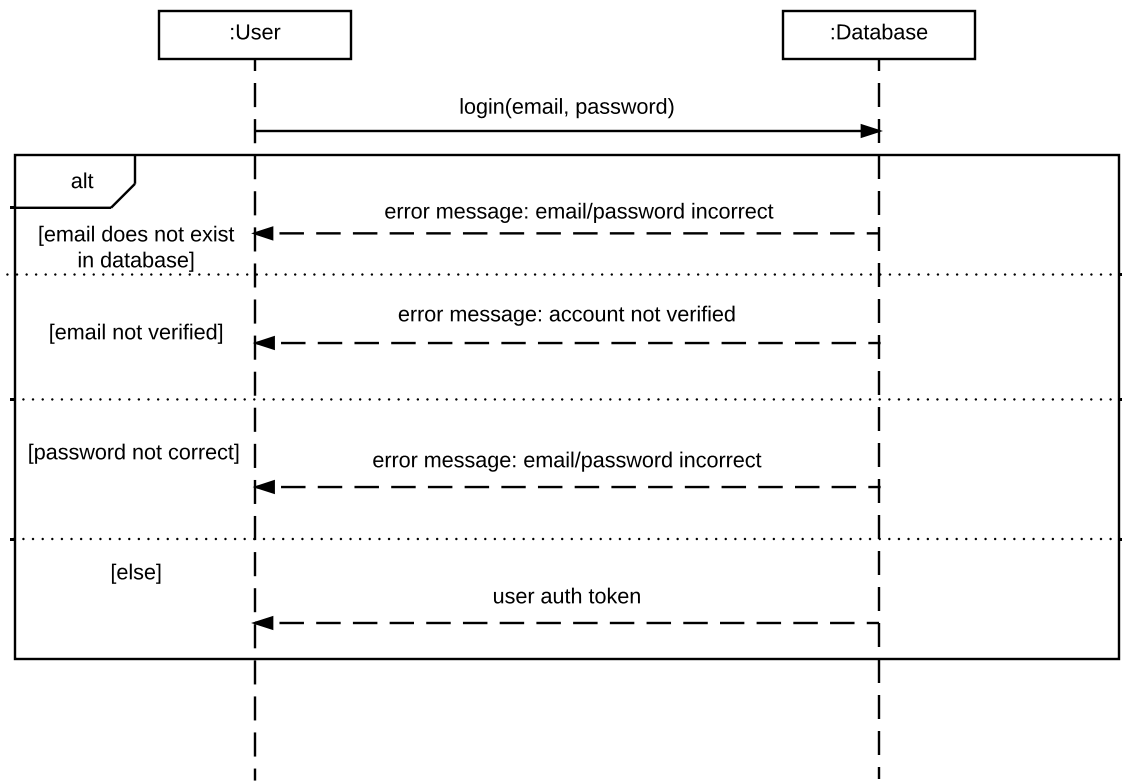 :User
:Database
login(email, password)
alt
error message: email/password incorrect
[email does not exist
in database]
error message: account not verified
[email not verified]
[password not correct]
error message: email/password incorrect
[else]
user auth token